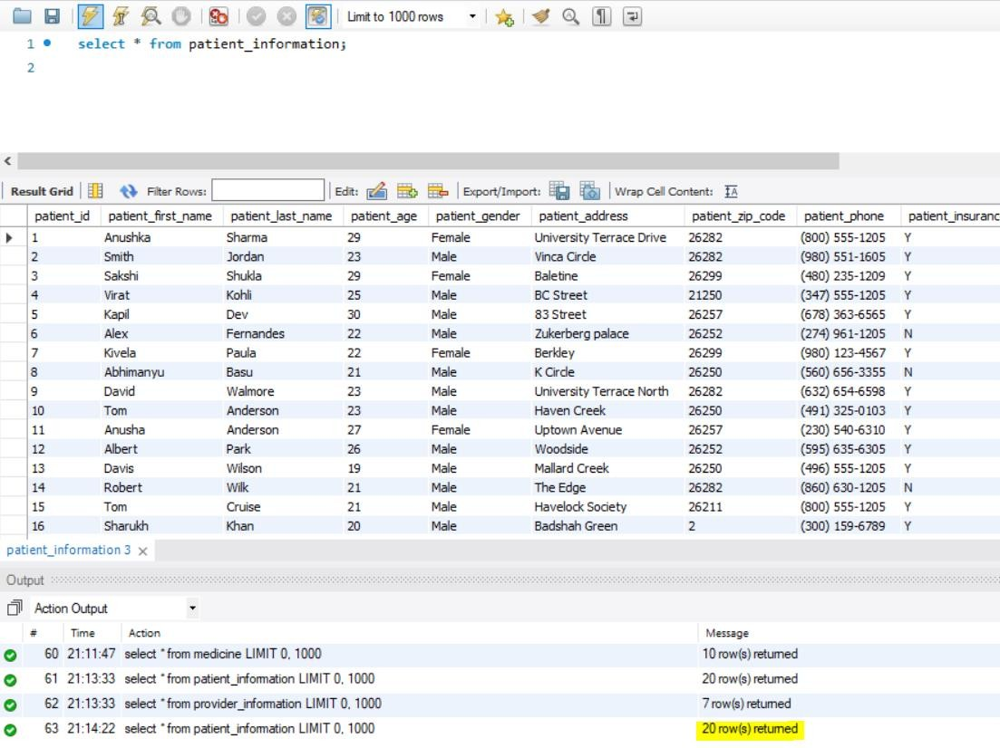 Limit to 1000 rows
1 select * from patient_information;
2
Result Grid Filter Rows: Edit: Export/Import: Wrap Cell Content:
patient_id patient_first_name patient_last_name patient_age patient_gender patient_address patient_zip_code patient_phone patient_insuranc
1 Anushka Sharma 29 Female University Terrace Drive 26282 (800) 555-1205 Y
2 Smith Jordan 23 Male Vinca Circle 26282 (980) 551-1605 Y
3 Sakshi Shukla 29 Female Baletine 26299 (480) 235-1209 Y
4 Virat Kohli 25 Male BC Street 21250 (347) 555-1205 Y
5 Kapil Dev 30 Male 83 Street 26257 (678) 363-6565 Y
6 Alex Fernandes 22 Male Zukerberg palace 26252 (274) 961-1205 N
7 Kivela Paula 22 Female Berkley 26299 (980) 123-4567 Y
8 Abhimanyu Basu 21 Male K Circle 26250 (560) 656-3355 N
9 David Walmore 23 Male University Terrace North 26282 (632) 654-6598 Y
10 Tom Anderson 23 Male Haven Creek 26250 (491) 325-0103 Y
11 Anusha Anderson 27 Female Uptown Avenue 26257 (230) 540-6310 Y
12 Albert Park 26 Male Woodside 26252 (595) 635-6305 Y
13 Davis Wilson 19 Male Mallard Creek 26250 (496) 555-1205 Y
14 Robert Wilk 21 Male The Edge 26282 (860) 630-1205 N
15 Tom Cruise 21 Male Havelock Society 26211 (800) 555-1205 Y
16 Sharukh Khan 20 Male Badshah Green 2 (300) 159-6789 Y
patient_information 3
Output
Action Output
# Time Action Message
60 21:11:47 select * from medicine LIMIT 0, 1000 10 row(s) returned
61 21:13:33 select * from patient_information LIMIT 0, 1000 20 row(s) returned
62 21:13:33 select * from provider_information LIMIT 0, 1000 7 row(s) returned
63 21:14:22 select * from patient_information LIMIT 0, 1000 20 row(s) returned